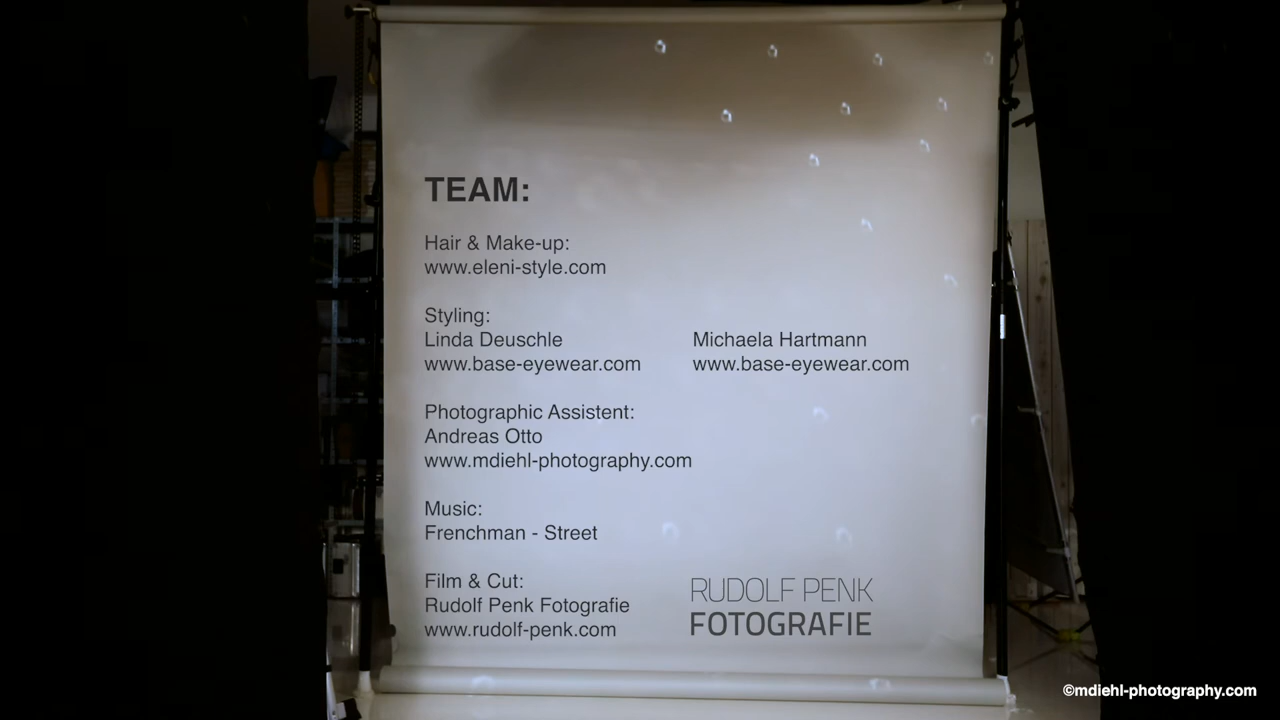 TEAM:
Hair & Make-up:
www.eleni-style.com
Styling:
Linda Deuschle
www.base-eyewear.com
Michaela Hartmann
www.base-eyewear.com
Photographic Assistent:
Andreas Otto
www.mdiehl-photography.com
Music:
Frenchman - Street
Film & Cut:
Rudolf Penk Fotografie
www.rudolf-penk.com
RUDOLF PENK
FOTOGRAFIE
©mdiehl-photography.com